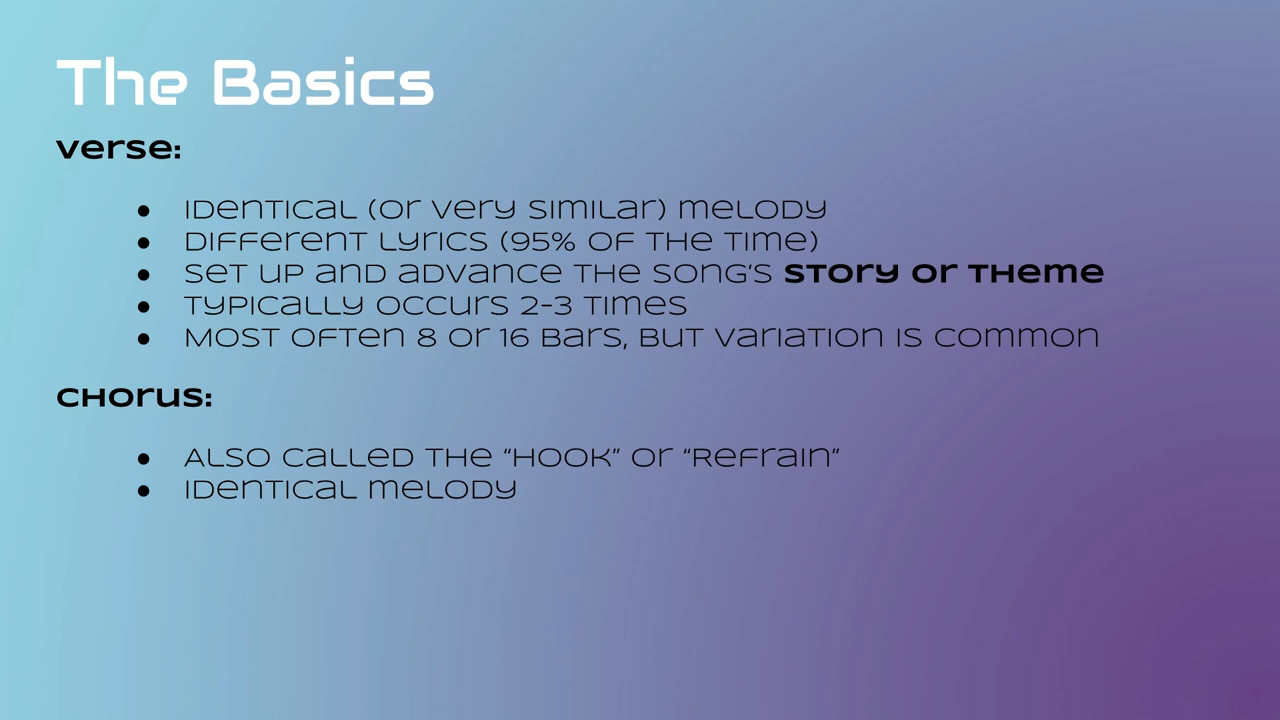 The Basics
verse:
● Identical (or very similar) melody
● Different lyrics (95% of the time)
● Set up and advance the song’s story or theme
● Typically occurs 2-3 times
● Most often 8 or 16 bars, but variation is common
chorus:
● Also called the “hook” or “refrain”
● Identical melody